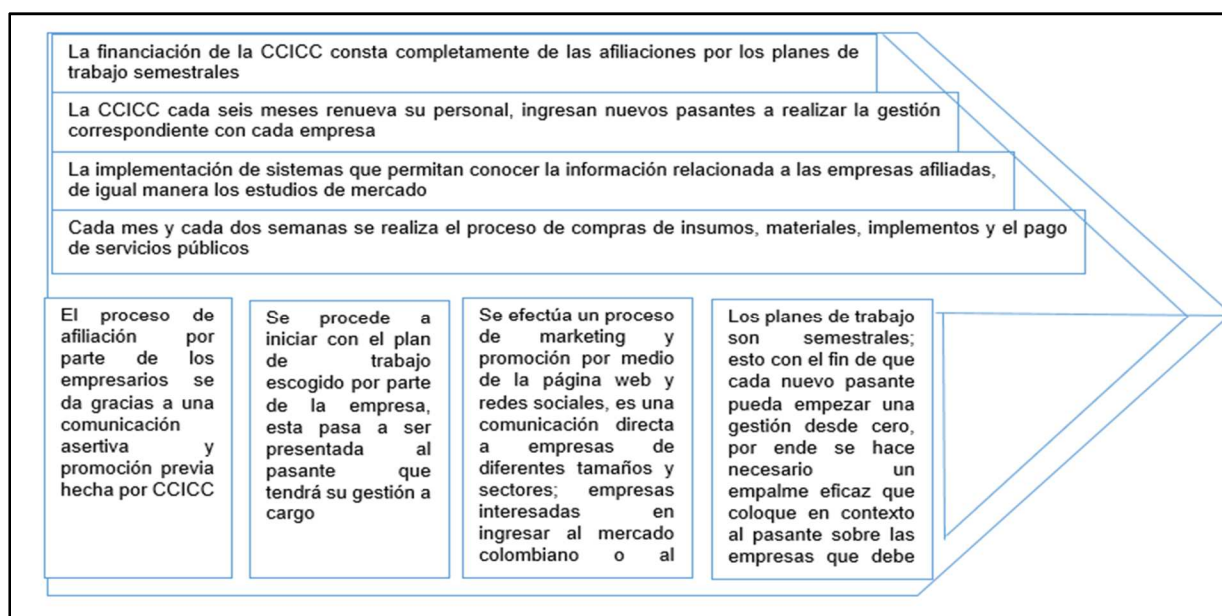 La financiación de la CCICC consta completamente de las afiliaciones por los planes de
trabajo semestrales
La CCICC cada seis meses renueva su personal, ingresan nuevos pasantes a realizar la gestión
correspondiente con cada empresa
La implementación de sistemas que permitan conocer la información relacionada a las empresas afiliadas,
de igual manera los estudios de mercado
Cada mes y cada dos semanas se realiza el proceso de compras de insumos, materiales, implementos y el pago
de servicios públicos
El proceso de
afiliación por
parte de los
empresarios se
da gracias a una
comunicación
asertiva y
promoción previa
hecha por CCICC
Se procede a
iniciar con el plan
de trabajo
escogido por parte
de la empresa,
esta pasa a ser
presentada al
pasante que
tendrá su gestión a
cargo
Se efectúa un proceso
de marketing y
promoción por medio
de la página web y
redes sociales, es una
comunicación directa
a empresas de
diferentes tamaños y
sectores; empresas
interesadas en
ingresar al mercado
colombiano o al
Los planes de trabajo
son semestrales;
esto con el fin de que
cada nuevo pasante
pueda empezar una
gestión desde cero,
por ende se hace
necesario un
empalme eficaz que
coloque en contexto
al pasante sobre las
empresas que debe